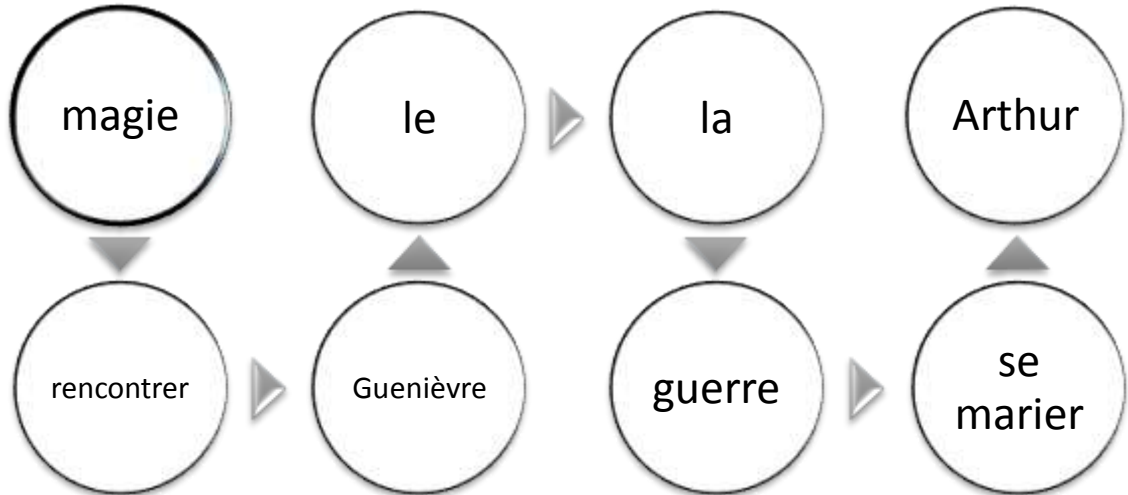 magie
rencontrer
Guenièvre
le
la
guerre
se
marier
Arthur